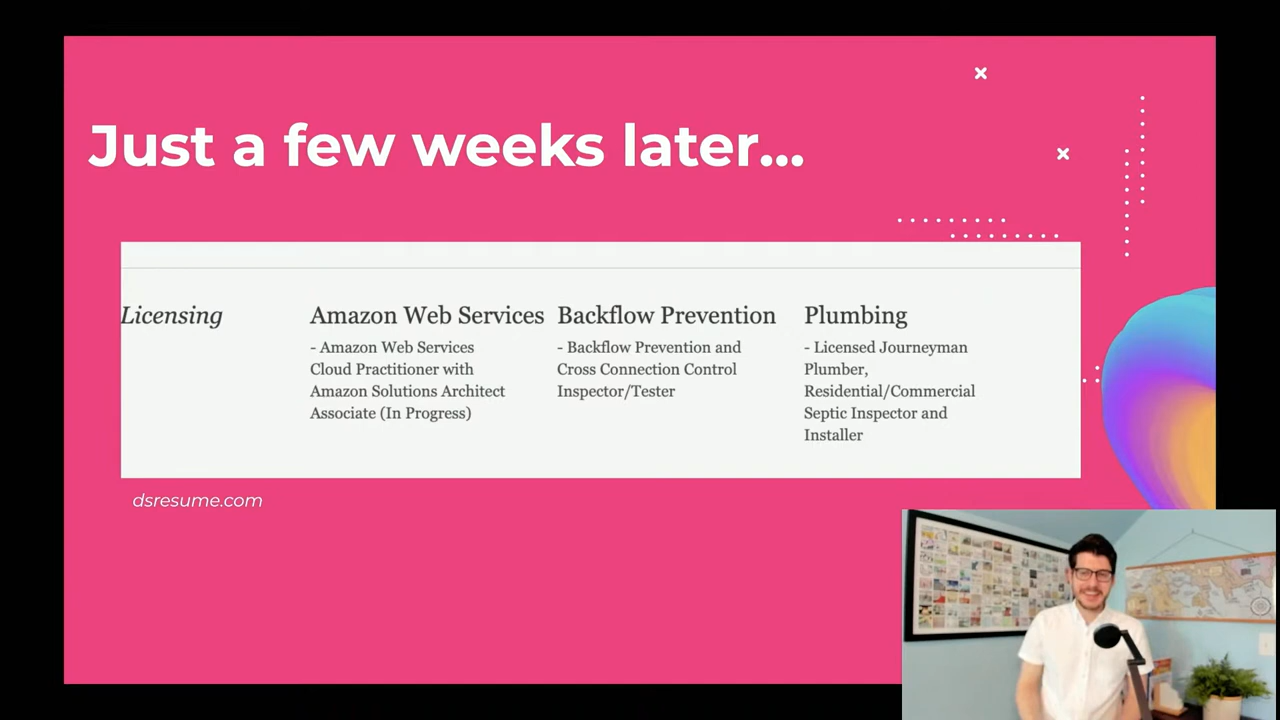 Just a few weeks later...
Licensing
Amazon Web Services
- Amazon Web Services
Cloud Practitioner with
Amazon Solutions Architect
Associate (In Progress)
Backflow Prevention
- Backflow Prevention and
Cross Connection Control
Inspector/Tester
Plumbing
- Licensed Journeyman
Plumber,
Residential/Commercial
Septic Inspector and
Installer
dsresume.com